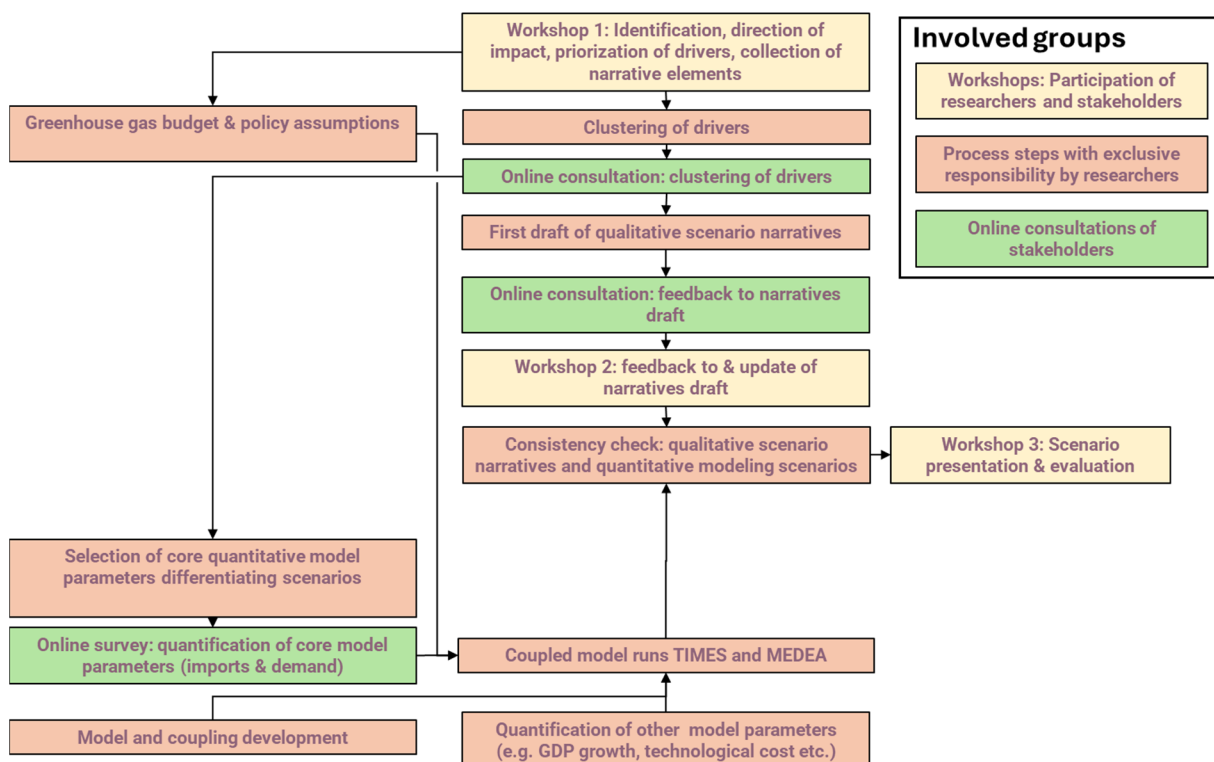 Workshop 1: Identification, direction of
impact, priorization of drivers, collection of
narrative elements
Involved groups
Workshops: Participation of
researchers and stakeholders
Process steps with exclusive
responsibility by researchers
Online consultations of
stakeholders
Greenhouse gas budget & policy assumptions
Clustering of drivers
Online consultation: clustering of drivers
First draft of qualitative scenario narratives
Online consultation: feedback to narratives
draft
Workshop 2: feedback to & update of
narratives draft
Consistency check: qualitative scenario
narratives and quantitative modeling scenarios
Workshop 3: Scenario
presentation & evaluation
Selection of core quantitative model
parameters differentiating scenarios
Online survey: quantification of core model
parameters (imports & demand)
Coupled model runs TIMES and MEDEA
Model and coupling development
Quantification of other model parameters
(e.g. GDP growth, technological cost etc.)